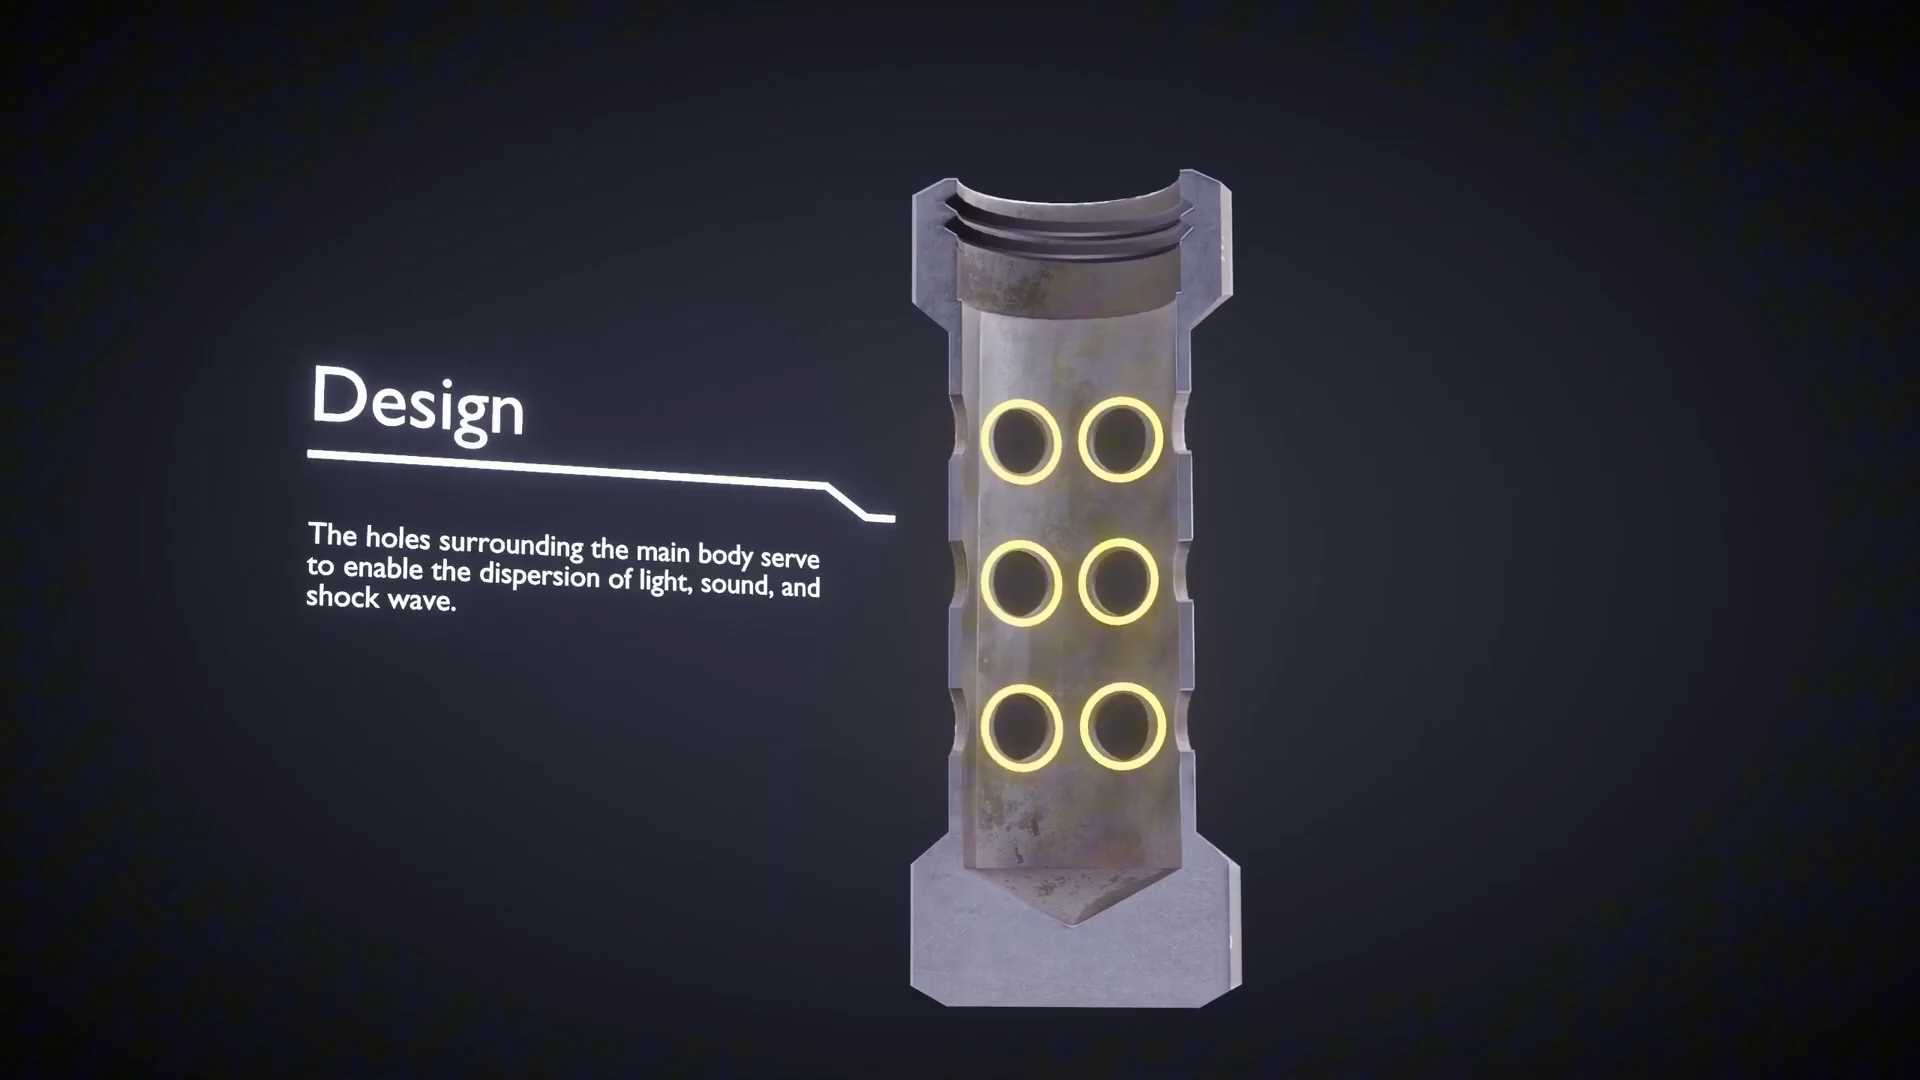 Design
The holes surrounding the main body serve
to enable the dispersion of light, sound, and
shock wave.